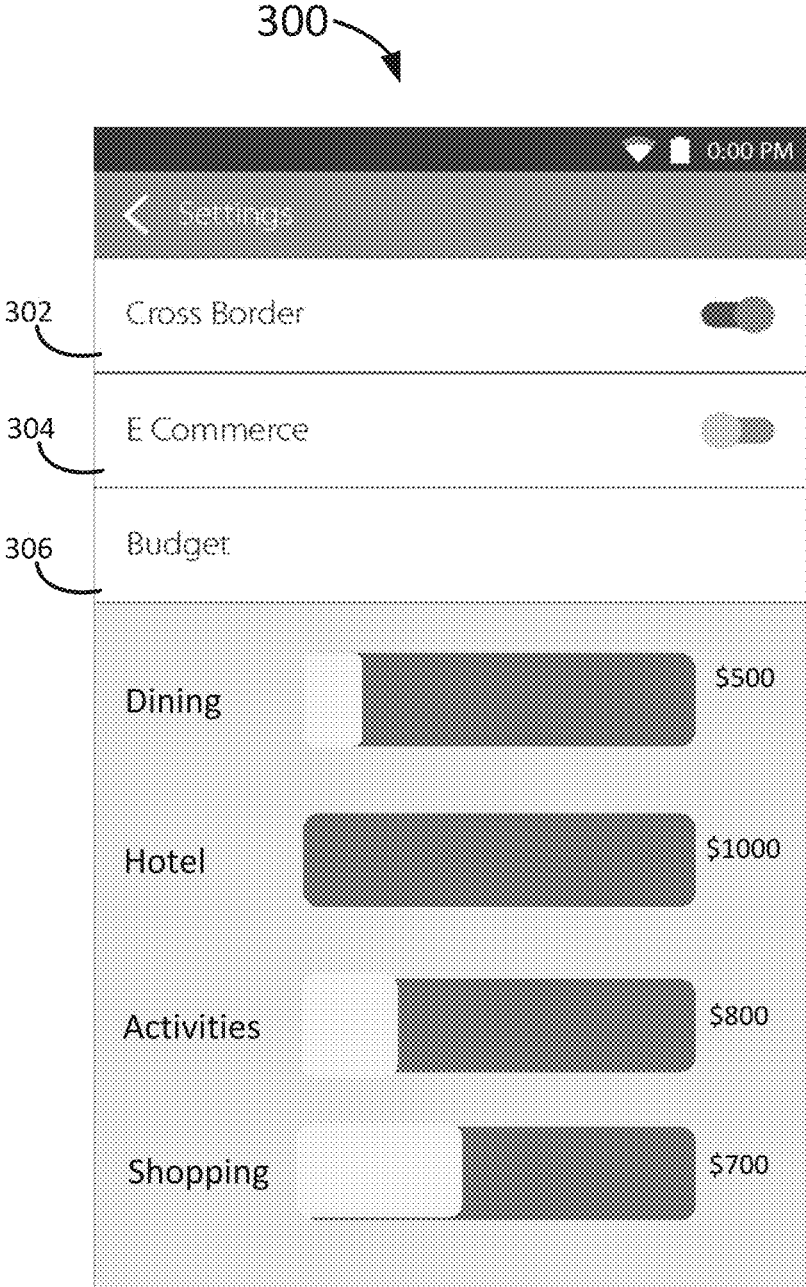 300
0:00 PM
Settings
302
Cross Border
304
E Commerce
306
Budget
Dining
$500
Hotel
$1000
Activities
$800
Shopping
$700